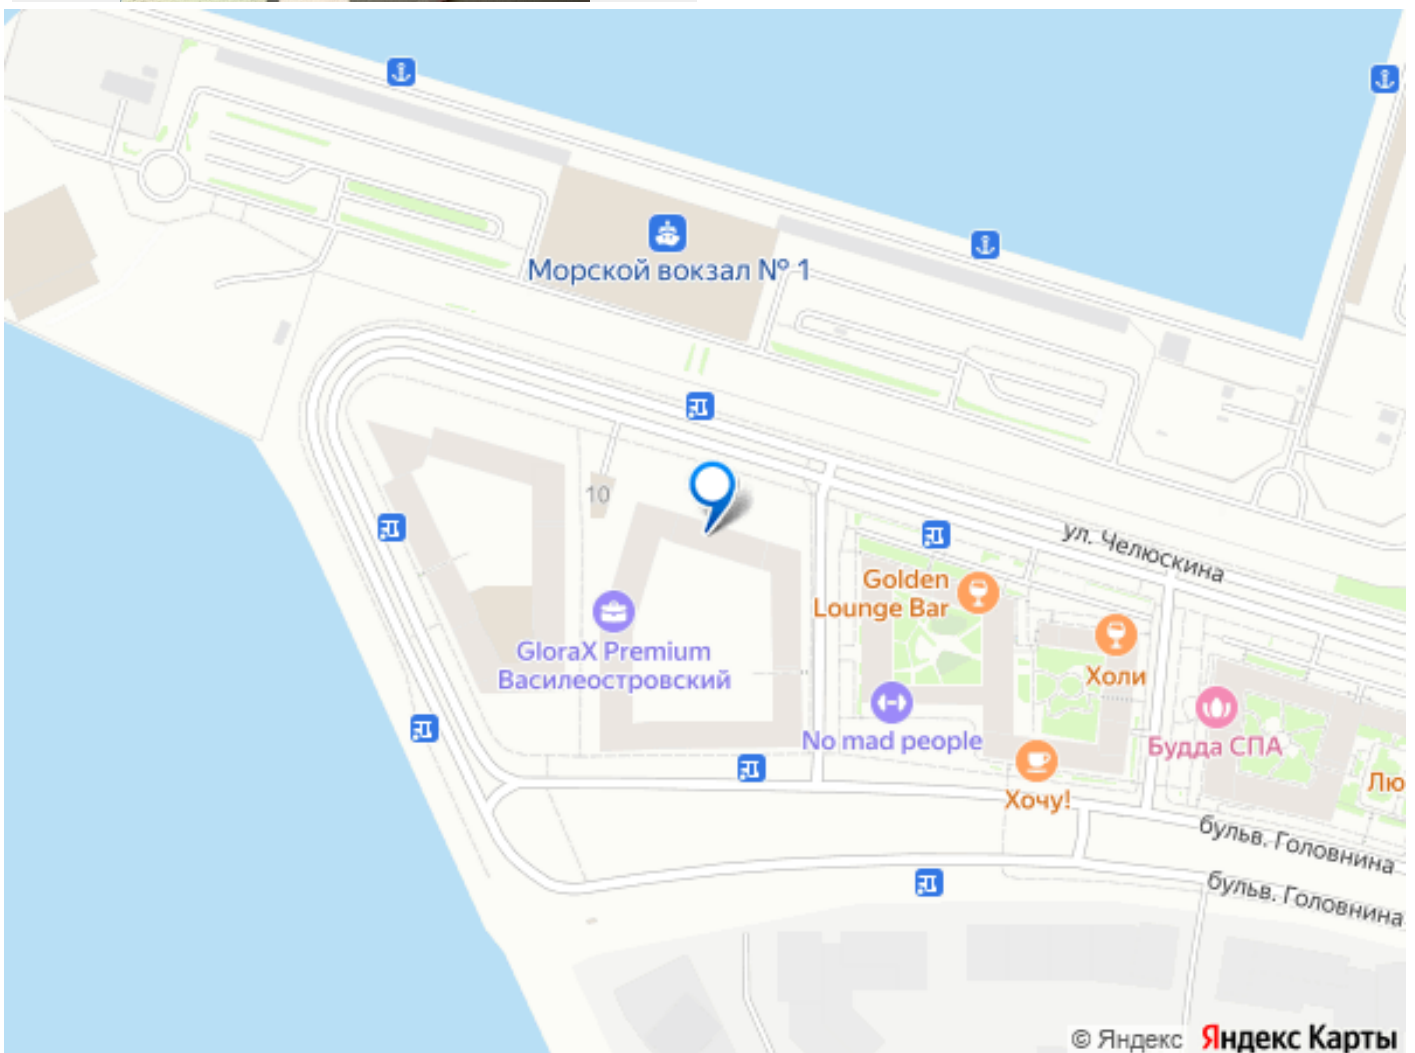 Морской вокзал № 1
10
ул. Челюскина
Golden
Lounge Bar
GloraX Premium
Василеостровский
Холи
No mad people
Будда СПА
Хочу!
Лю
бульв. Головнина
бульв. Головнина
© Яндекс Яндекс Карты